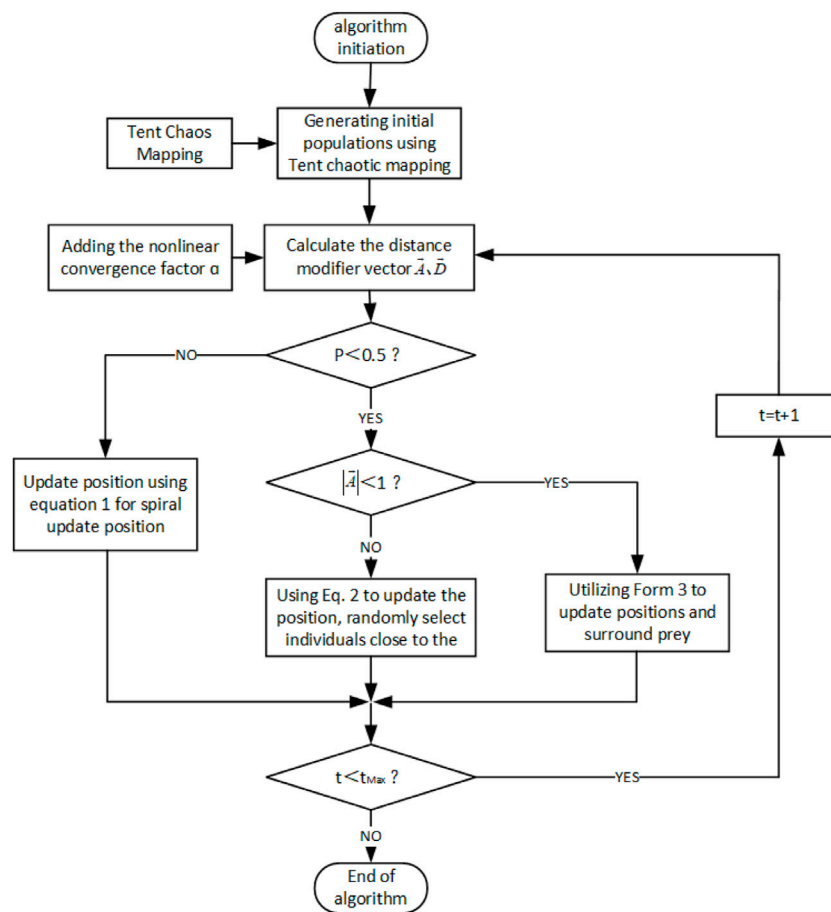 algorithm
initiation
Tent Chaos
Mapping
Generating initial
populations using
Tent chaotic mapping
Adding the nonlinear
convergence factor α
Calculate the distance
modifier vector A⃗、D⃗
P＜0.5 ?
NO
YES
t=t+1
Update position using
equation 1 for spiral
update position
|A⃗|＜1 ?
YES
NO
Using Eq. 2 to update the
position, randomly select
individuals close to the
Utilizing Form 3 to
update positions and
surround prey
t＜tMax ?
YES
NO
End of
algorithm